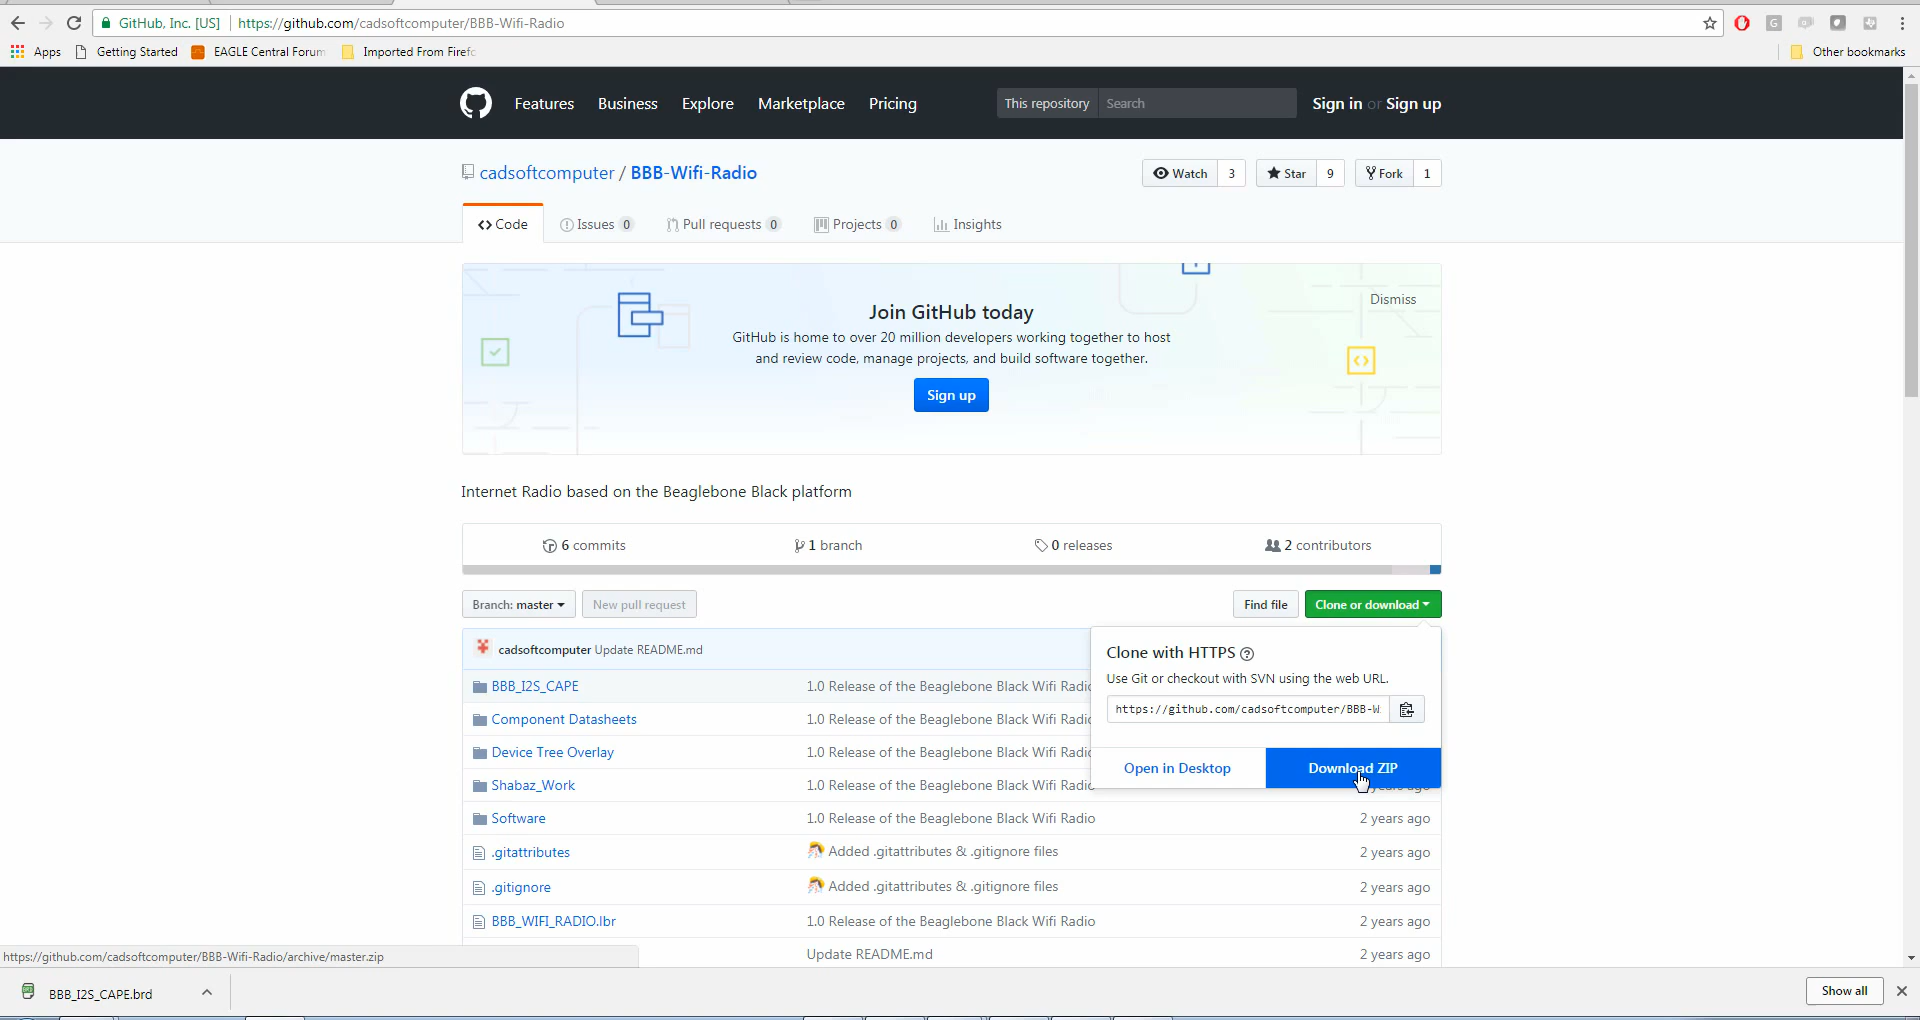 GitHub, Inc. [US] https://github.com/cadsoftcomputer/BBB-Wifi-Radio
Apps Getting Started EAGLE Central Forum Imported From Firefo Other bookmarks
Features Business Explore Marketplace Pricing This repository Search Sign in or Sign up
cadsoftcomputer / BBB-Wifi-Radio Watch 3 Star 9 Fork 1
Code Issues 0 Pull requests 0 Projects 0 Insights
Dismiss
Join GitHub today
GitHub is home to over 20 million developers working together to host
and review code, manage projects, and build software together.
Sign up
Internet Radio based on the Beaglebone Black platform
6 commits 1 branch 0 releases 2 contributors
Branch: master New pull request Find file Clone or download
cadsoftcomputer Update README.md
Clone with HTTPS
Use Git or checkout with SVN using the web URL.
https://github.com/cadsoftcomputer/BBB-W
Open in Desktop Download ZIP
BBB_I2S_CAPE 1.0 Release of the Beaglebone Black Wifi Radio
Component Datasheets 1.0 Release of the Beaglebone Black Wifi Radio
Device Tree Overlay 1.0 Release of the Beaglebone Black Wifi Radio
Shabaz_Work 1.0 Release of the Beaglebone Black Wifi Radio years ago
Software 1.0 Release of the Beaglebone Black Wifi Radio 2 years ago
.gitattributes Added .gitattributes & .gitignore files 2 years ago
.gitignore Added .gitattributes & .gitignore files 2 years ago
BBB_WIFI_RADIO.lbr 1.0 Release of the Beaglebone Black Wifi Radio 2 years ago
Update README.md 2 years ago
https://github.com/cadsoftcomputer/BBB-Wifi-Radio/archive/master.zip
BBB_I2S_CAPE.brd Show all